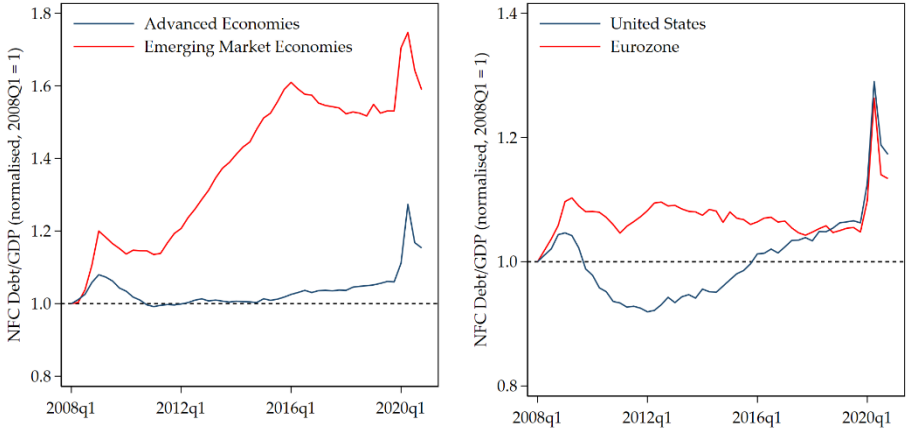 NFC Debt/GDP (normalised, 2008Q1 = 1)
1.8
1.6
1.4
1.2
1.0
0.8
Advanced Economies
Emerging Market Economies
2008q1 2012q1 2016q1 2020q1
NFC Debt/GDP (normalised, 2008Q1 = 1)
1.4
1.2
1.0
0.8
United States
Eurozone
2008q1 2012q1 2016q1 2020q1